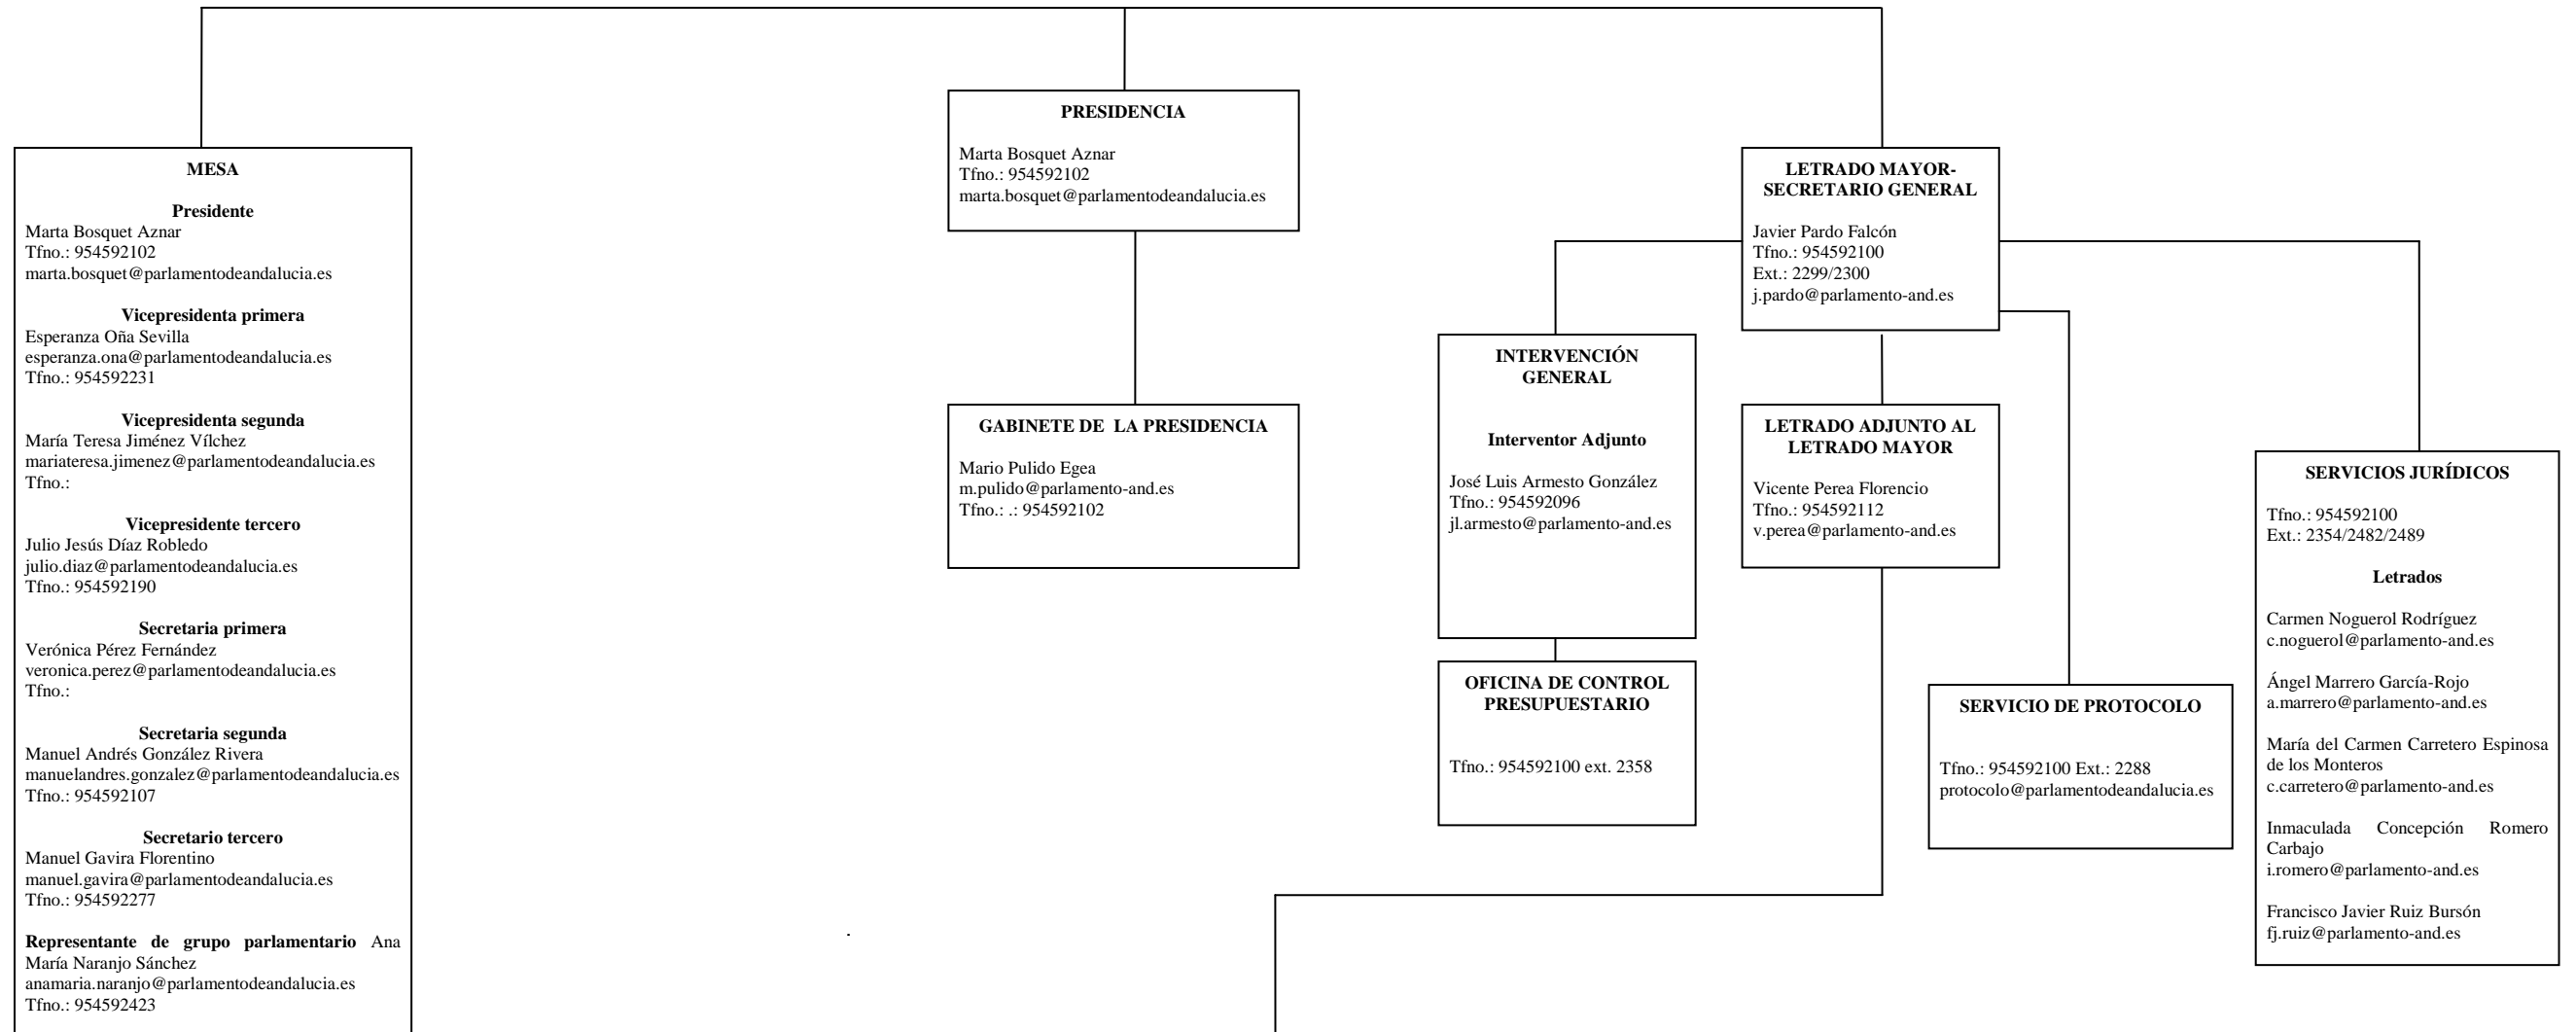 MESA
Presidente
Marta Bosquet Aznar
Tfno.: 954592102
marta.bosquet@parlamentodeandalucia.es
Vicepresidenta primera
Esperanza Oña Sevilla
esperanza.ona@parlamentodeandalucia.es
Tfno.: 954592231
Vicepresidenta segunda
María Teresa Jiménez Vílchez
mariateresa.jimenez@parlamentodeandalucia.es
Tfno.:
Vicepresidente tercero
Julio Jesús Díaz Robledo
julio.diaz@parlamentodeandalucia.es
Tfno.: 954592190
Secretaria primera
Verónica Pérez Fernández
veronica.perez@parlamentodeandalucia.es
Tfno.:
Secretaria segunda
Manuel Andrés González Rivera
manuelandres.gonzalez@parlamentodeandalucia.es
Tfno.: 954592107
Secretario tercero
Manuel Gavira Florentino
manuel.gavira@parlamentodeandalucia.es
Tfno.: 954592277
Representante de grupo parlamentario Ana
María Naranjo Sánchez
anamaria.naranjo@parlamentodeandalucia.es
Tfno.: 954592423
PRESIDENCIA
Marta Bosquet Aznar
Tfno.: 954592102
marta.bosquet@parlamentodeandalucia.es
GABINETE DE LA PRESIDENCIA
Mario Pulido Egea
m.pulido@parlamento-and.es
Tfno.: .: 954592102
.
LETRADO MAYOR-
SECRETARIO GENERAL
Javier Pardo Falcón
Tfno.: 954592100
Ext.: 2299/2300
j.pardo@parlamento-and.es
INTERVENCIÓN
GENERAL
Interventor Adjunto
José Luis Armesto González
Tfno.: 954592096
jl.armesto@parlamento-and.es
OFICINA DE CONTROL
PRESUPUESTARIO
Tfno.: 954592100 ext. 2358
LETRADO ADJUNTO AL
LETRADO MAYOR
Vicente Perea Florencio
Tfno.: 954592112
v.perea@parlamento-and.es
SERVICIO DE PROTOCOLO
Tfno.: 954592100 Ext.: 2288
protocolo@parlamentodeandalucia.es
SERVICIOS JURÍDICOS
Tfno.: 954592100
Ext.: 2354/2482/2489
Letrados
Carmen Noguerol Rodríguez
c.noguerol@parlamento-and.es
Ángel Marrero García-Rojo
a.marrero@parlamento-and.es
María del Carmen Carretero Espinosa
de los Monteros
c.carretero@parlamento-and.es
Inmaculada Concepción Romero
Carbajo
i.romero@parlamento-and.es
Francisco Javier Ruiz Bursón
fj.ruiz@parlamento-and.es